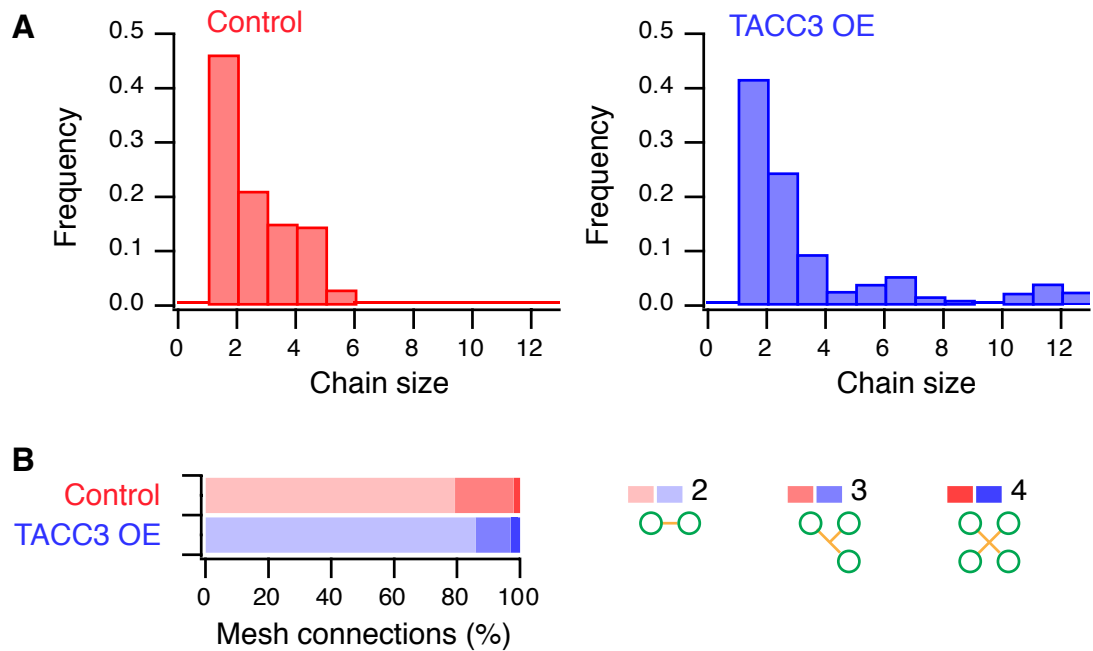 A
Control
Frequency
0.5
0.4
0.3
0.2
0.1
0.0
0 2 4 6 8 10 12
Chain size
TACC3 OE
Frequency
0.5
0.4
0.3
0.2
0.1
0.0
0 2 4 6 8 10 12
Chain size
B
Control
TACC3 OE
0 20 40 60 80 100
Mesh connections (%)
2
3
4